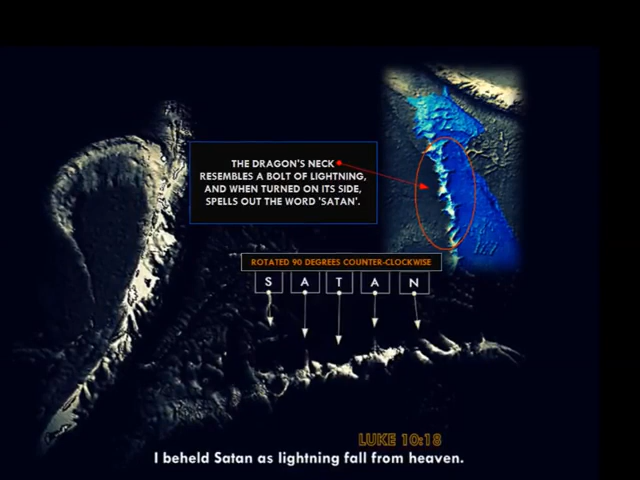 THE DRAGON'S NECK
RESEMBLES A BOLT OF LIGHTNING,
AND WHEN TURNED ON ITS SIDE,
SPELLS OUT THE WORD 'SATAN'.
ROTATED 90 DEGREES COUNTER-CLOCKWISE
S A T A N
LUKE 10:18
I beheld Satan as lightning fall from heaven.